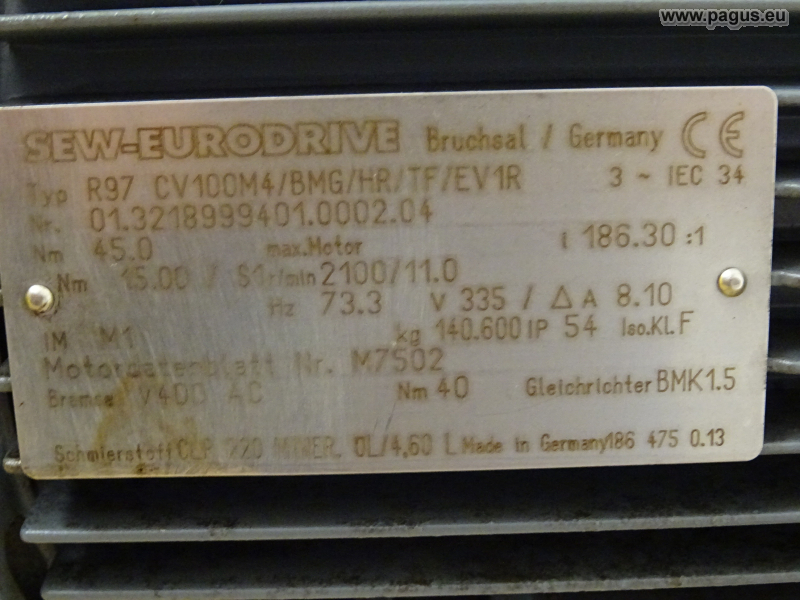 www.pagus.eu
SEW-EURODRIVE Bruchsal / Germany CE
Typ R97 CV100M4/BMG/HR/TF/EV1R 3 ~ IEC 34
Nr. 01.3218999401.0002.04
Nm 45.0 max.Motor i 186.30 :1
Nm 15.00 / S1 r/min 2100/11.0
Hz 73.3 V 335 / Δ A 8.10
IM M1 kg 140.600 IP 54 Iso.Kl. F
Motordatenblatt Nr. M7502
Bremse V400 AC Nm 40 Gleichrichter BMK1.5
Schmierstoff CLP 220 MINER. ÖL/4,60 L Made in Germany 186 475 0.13